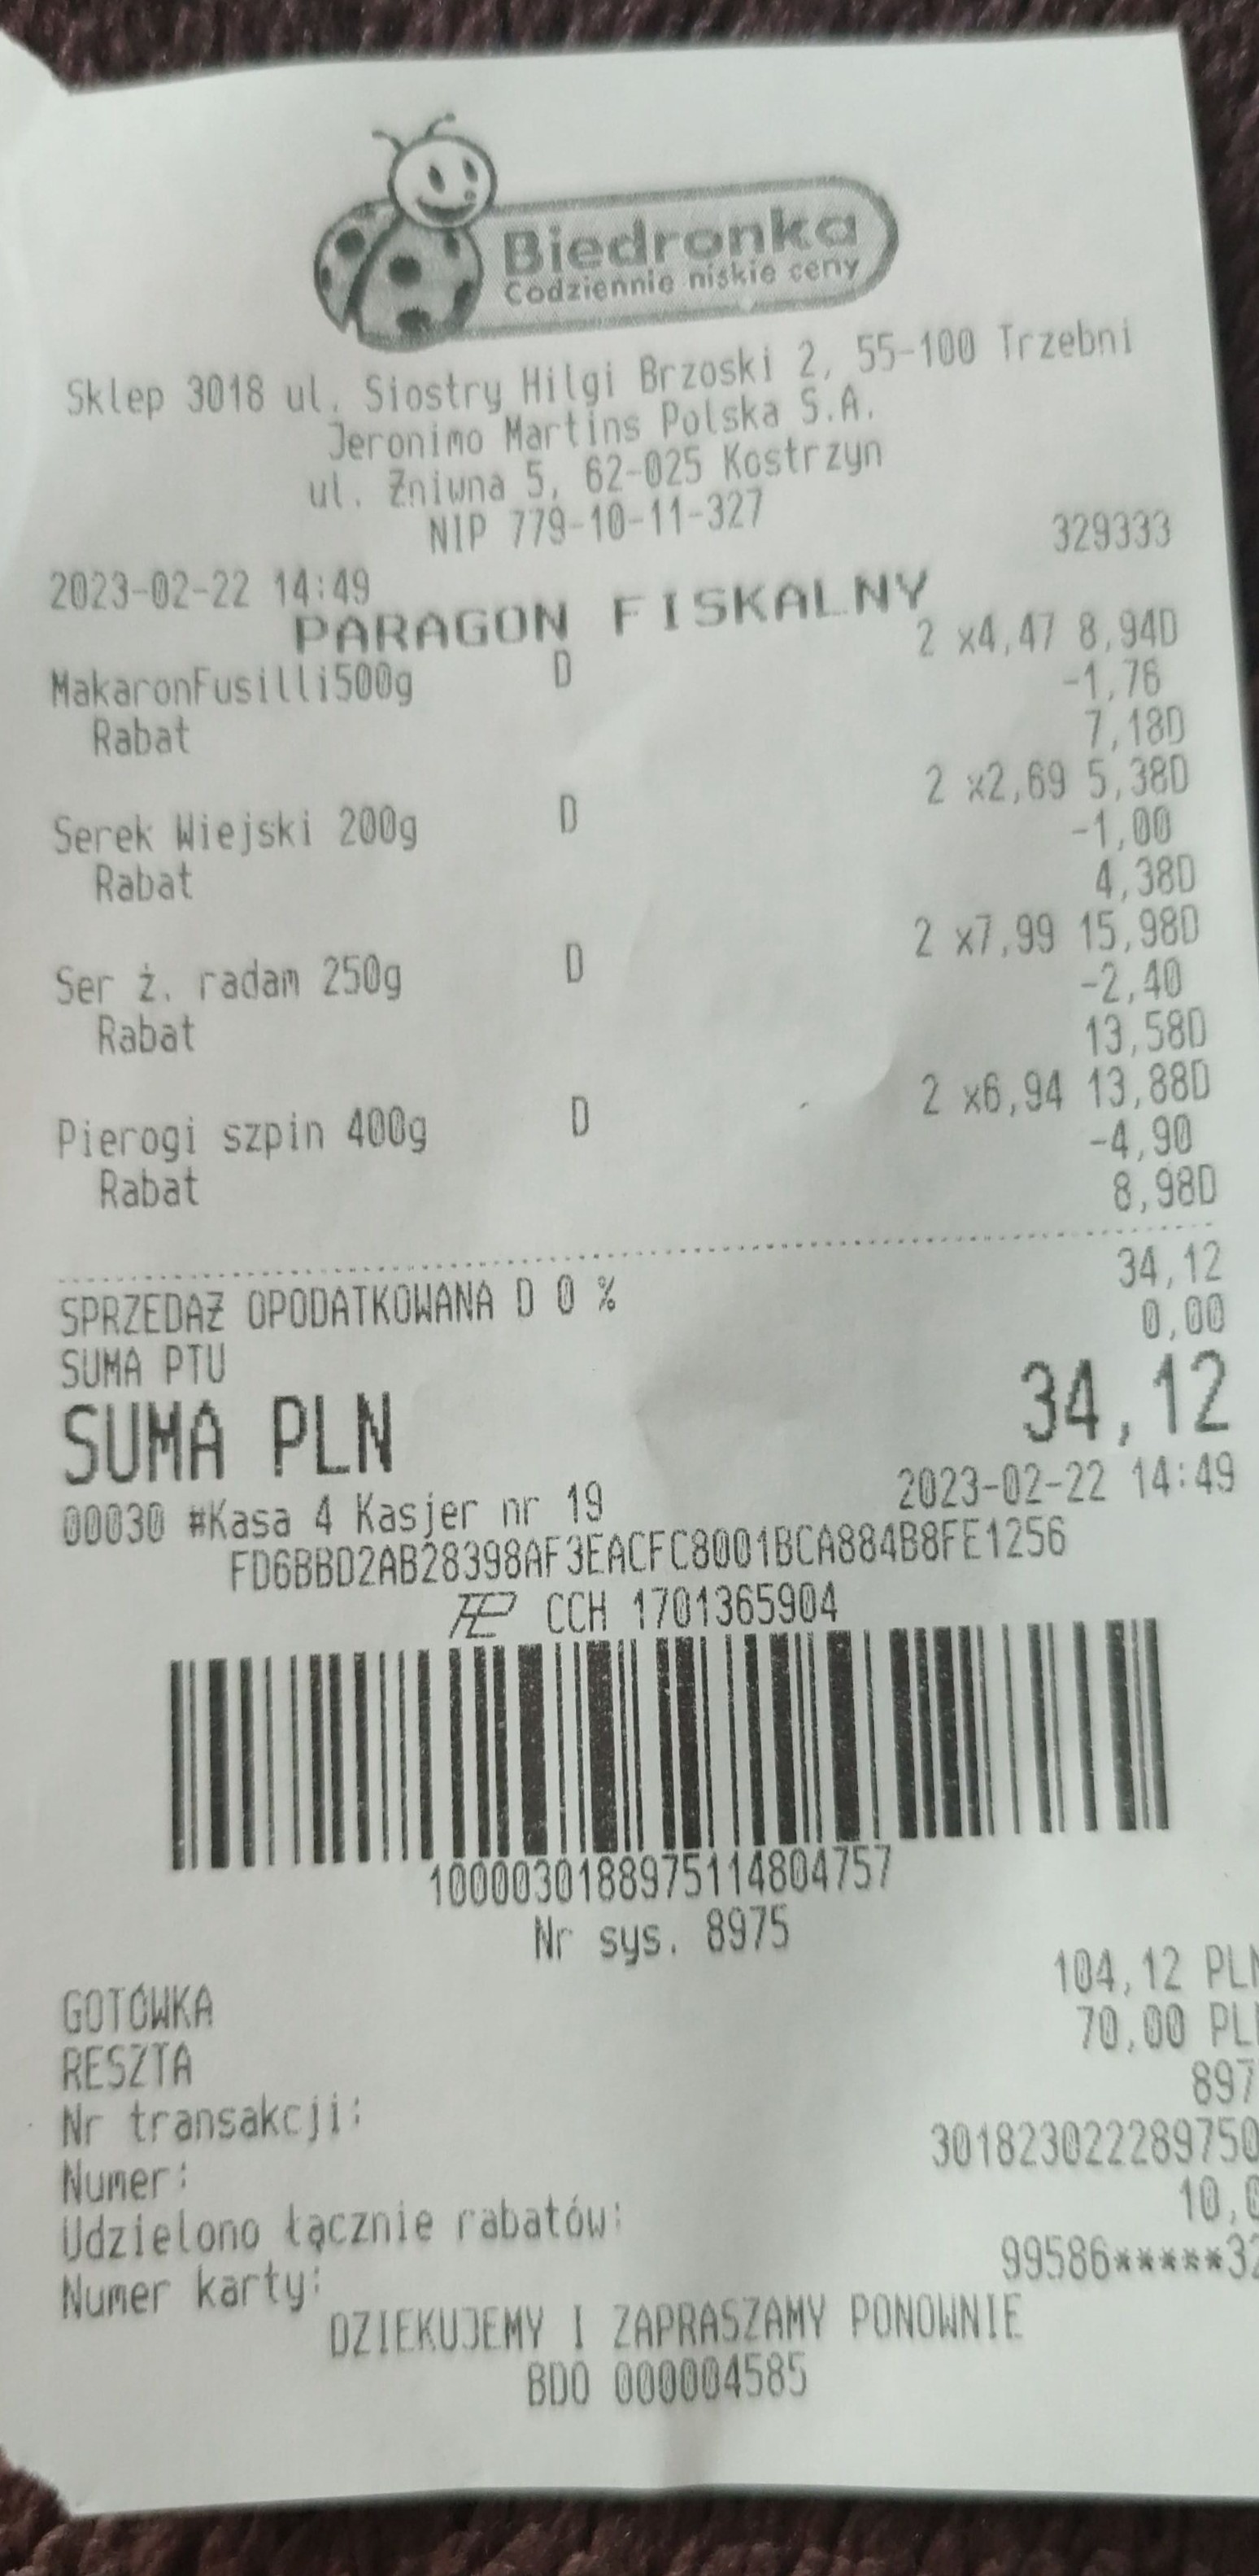 Biedronka
Codziennie niskie ceny
Sklep 3018 ul. Siostry Hilgi Brzoski 2, 55-100 Trzebni
Jeronimo Martins Polska S.A.
ul. Żniwna 5, 62-025 Kostrzyn
NIP 779-10-11-327
2023-02-22 14:49 329333
PARAGON FISKALNY
MakaronFusilli500g D 2 x4,47 8,94D
Rabat -1,76
7,18D
Serek Wiejski 200g D 2 x2,69 5,38D
Rabat -1,00
4,38D
Ser ż. radam 250g D 2 x7,99 15,98D
Rabat -2,40
13,58D
Pierogi szpin 400g D 2 x6,94 13,88D
Rabat -4,90
8,98D
SPRZEDAŻ OPODATKOWANA D 0 % 34,12
SUMA PTU 0,00
SUMA PLN 34,12
00030 #Kasa 4 Kasjer nr 19 2023-02-22 14:49
FD6BBD2AB28398AF3EACFC8001BCA884B8FE1256
CCH 1701365904
1000030188975114804757
Nr sys. 8975
GOTÓWKA 104,12 PLN
RESZTA 70,00 PL
Nr transakcji: 897
Numer: 301823022289750
Udzielono łącznie rabatów: 10,0
Numer karty: 99586*****32
DZIEKUJEMY I ZAPRASZAMY PONOWNIE
BDO 000004585